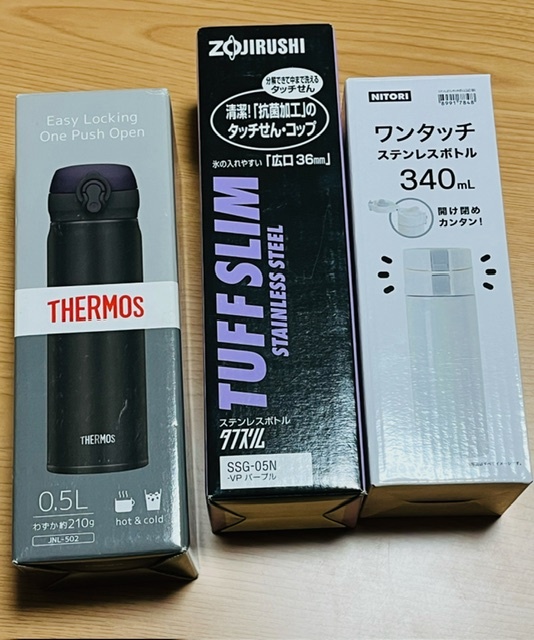 Easy Locking
One Push Open
THERMOS
THERMOS
0.5L
わずか約210g
JNL-502
hot & cold
ZOJIRUSHI
分解できて中まで洗える
タッチせん
清潔!「抗菌加工」の
タッチせん・コップ
氷の入れやすい「広口36mm」
TUFF SLIM
STAINLESS STEEL
ステンレスボトル
タフスリム
SSG-05N
-VP パープル
NITORI
ワンタッチ
ステンレスボトル
340mL
開け閉め
カンタン!